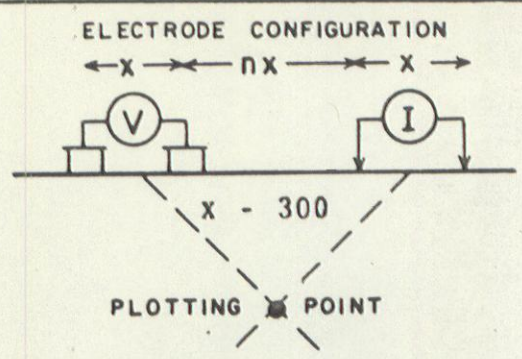 ELECTRODE CONFIGURATION
x nx x
V I
x - 300
PLOTTING POINT